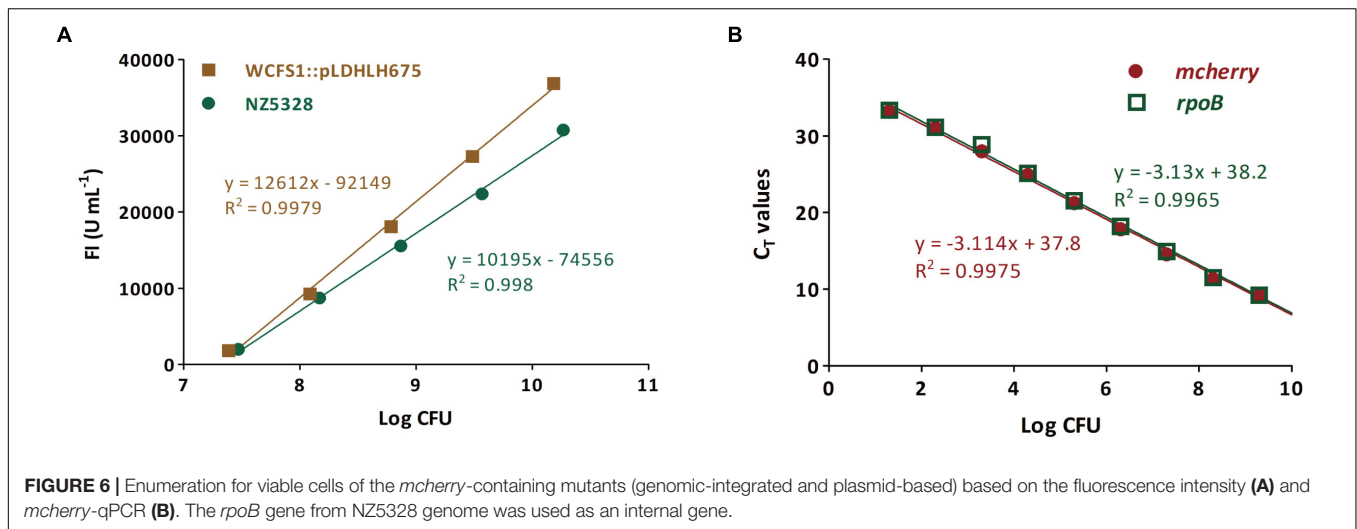 A
40000
30000
20000
10000
0
FI (U mL⁻¹)
WCFS1::pLDHLH675
NZ5328
y = 12612x - 92149
R² = 0.9979
y = 10195x - 74556
R² = 0.998
7 8 9 10 11
Log CFU
B
40
30
20
10
0
C_T values
mcherry
rpoB
y = -3.13x + 38.2
R² = 0.9965
y = -3.114x + 37.8
R² = 0.9975
0 2 4 6 8 10
Log CFU
FIGURE 6 | Enumeration for viable cells of the mcherry-containing mutants (genomic-integrated and plasmid-based) based on the fluorescence intensity (A) and
mcherry-qPCR (B). The rpoB gene from NZ5328 genome was used as an internal gene.